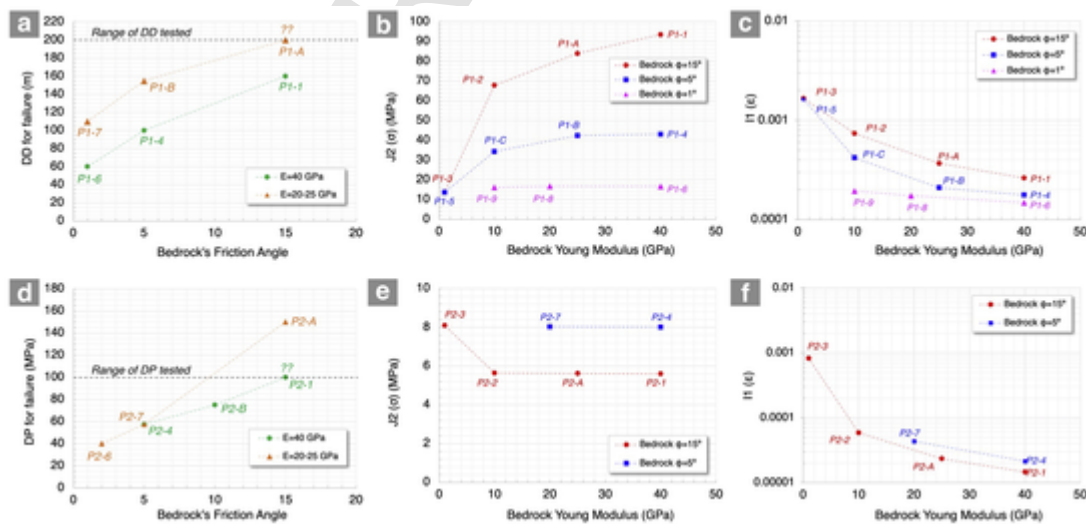 a
220
200
180
160
140
120
100
80
60
40
20
0
DD for failure (m)
Range of DD tested
??
P1-A
P1-B
P1-1
P1-7
P1-4
P1-6
E=40 GPa
E=20-25 GPa
0 5 10 15 20
Bedrock's Friction Angle
b
100
90
80
70
60
50
40
30
20
10
0
J2 (σ) (MPa)
P1-1
P1-A
P1-2
Bedrock φ=15º
Bedrock φ=5º
Bedrock φ=1º
P1-B
P1-4
P1-C
P1-3
P1-5
P1-9
P1-8
P1-6
0 10 20 30 40 50
Bedrock Young Modulus (GPa)
c
0.01
0.001
0.0001
I1 (ε)
Bedrock φ=15º
Bedrock φ=5º
Bedrock φ=1º
P1-3
P1-5
P1-2
P1-C
P1-A
P1-1
P1-B
P1-4
P1-9
P1-8
P1-6
0 10 20 30 40 50
Bedrock Young Modulus (GPa)
d
180
160
140
120
100
80
60
40
20
0
DP for failure (MPa)
P2-A
Range of DP tested
??
P2-1
P2-B
P2-7
P2-4
P2-6
E=40 GPa
E=20-25 GPa
0 5 10 15 20
Bedrock's Friction Angle
e
10
8
6
4
2
0
J2 (σ) (MPa)
P2-3
P2-7
P2-4
P2-2
P2-A
P2-1
Bedrock φ=15º
Bedrock φ=5º
0 10 20 30 40 50
Bedrock Young Modulus (GPa)
f
0.01
0.001
0.0001
0.00001
I1 (ε)
Bedrock φ=15º
Bedrock φ=5º
P2-3
P2-2
P2-7
P2-A
P2-4
P2-1
0 10 20 30 40 50
Bedrock Young Modulus (GPa)